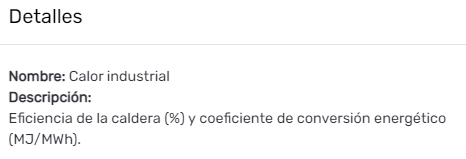 Detalles
Nombre: Calor industrial
Descripción:
Eficiencia de la caldera (%) y coeficiente de conversión energético
(MJ/MWh).